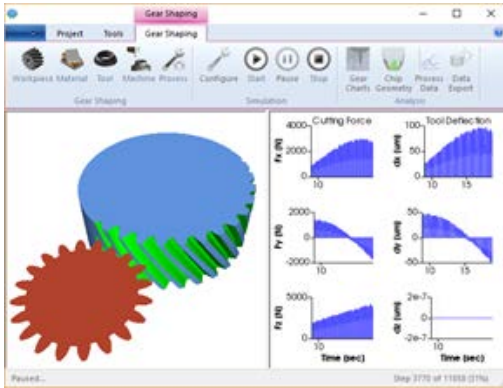 Gear Shaping
Project Tools Gear Shaping
Workpiece Material Tool Machine Process Configure Start Pause Stop Gear Charts Chip Geometry Process Data Data Export
Gear Shaping Simulation Analysis
Cutting Force Tool Deflection
Fx (N) 4000 2000 0 10 dx (um) 100 50 0 10 15
Fy (N) 2000 0 -2000 10 dy (um) 50 0 -50 10 15
Fz (N) 5000 0 10 dz (um) 2e-7 0 -2e-7 10
Time (sec) Time (sec)
Paused... Step 3770 of 11958 (31%)